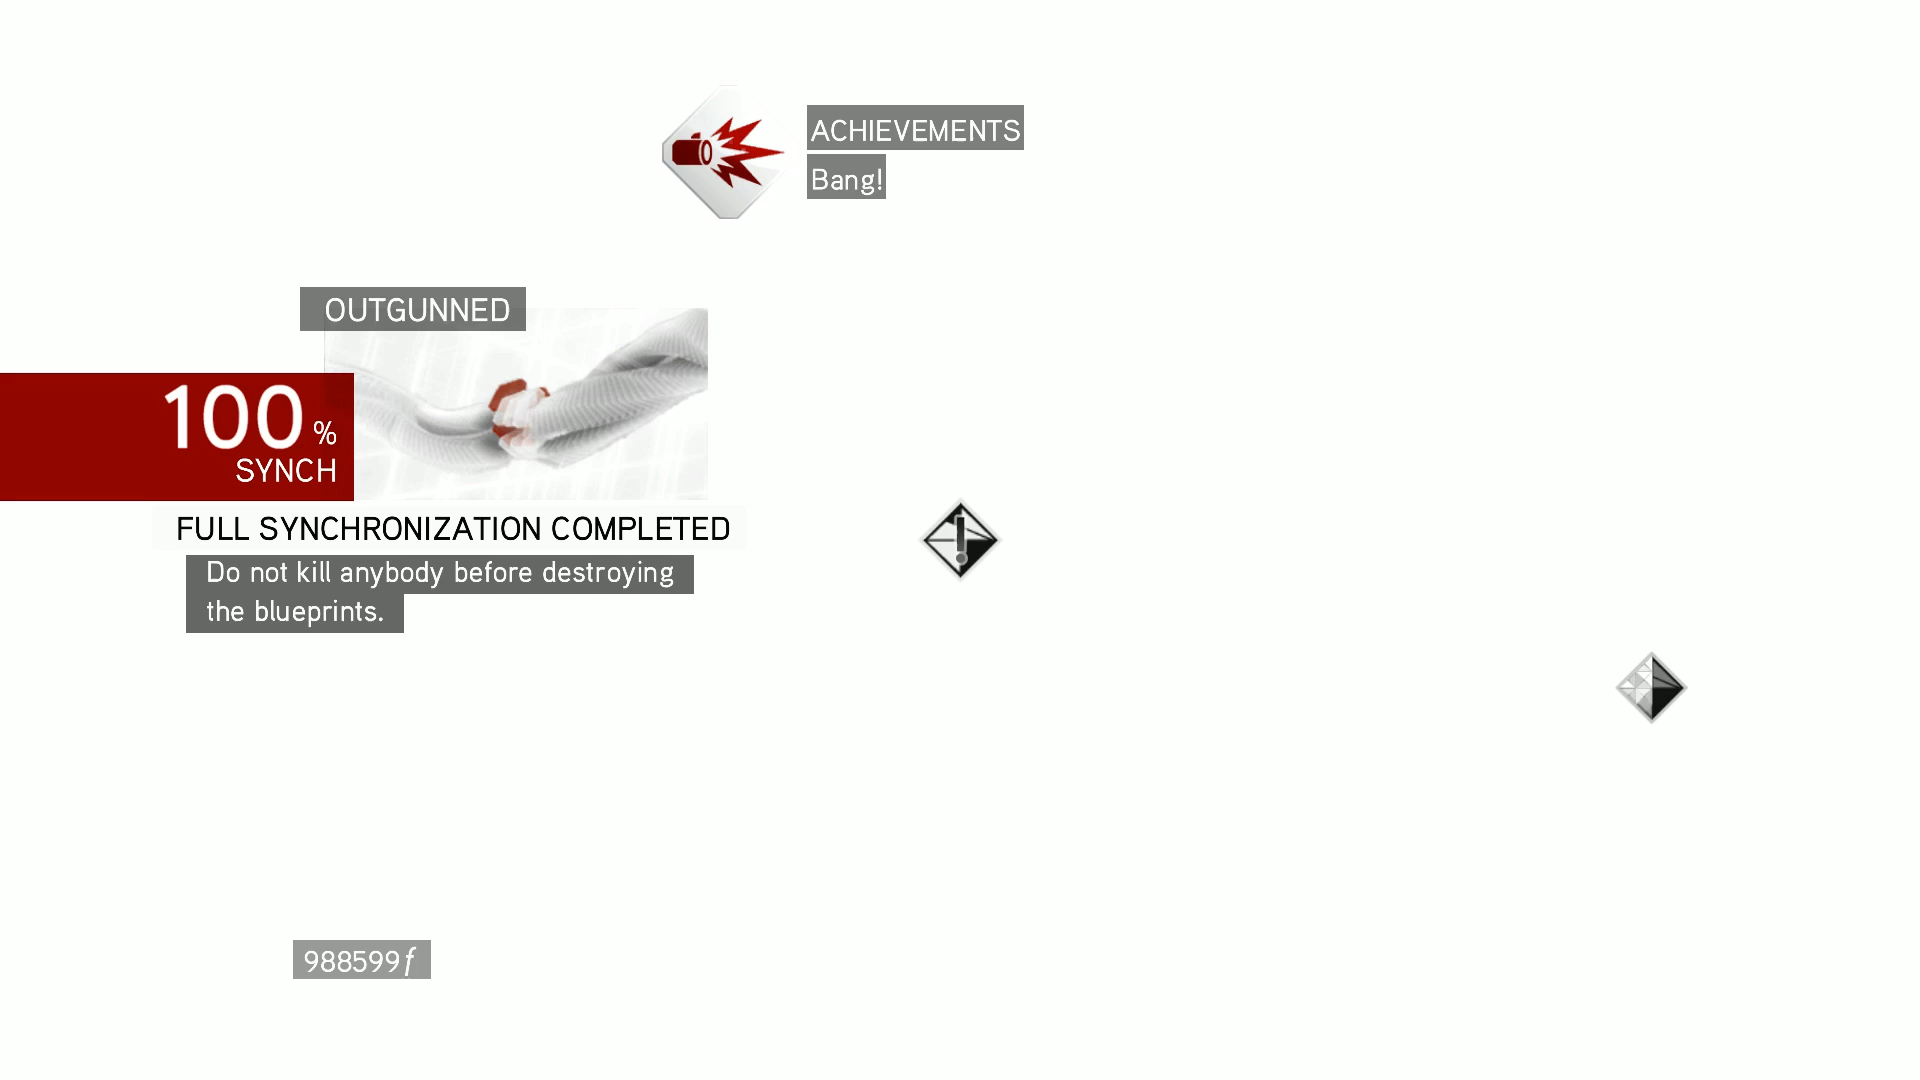 ACHIEVEMENTS
Bang!
OUTGUNNED
100 %
SYNCH
FULL SYNCHRONIZATION COMPLETED
Do not kill anybody before destroying
the blueprints.
988599ƒ